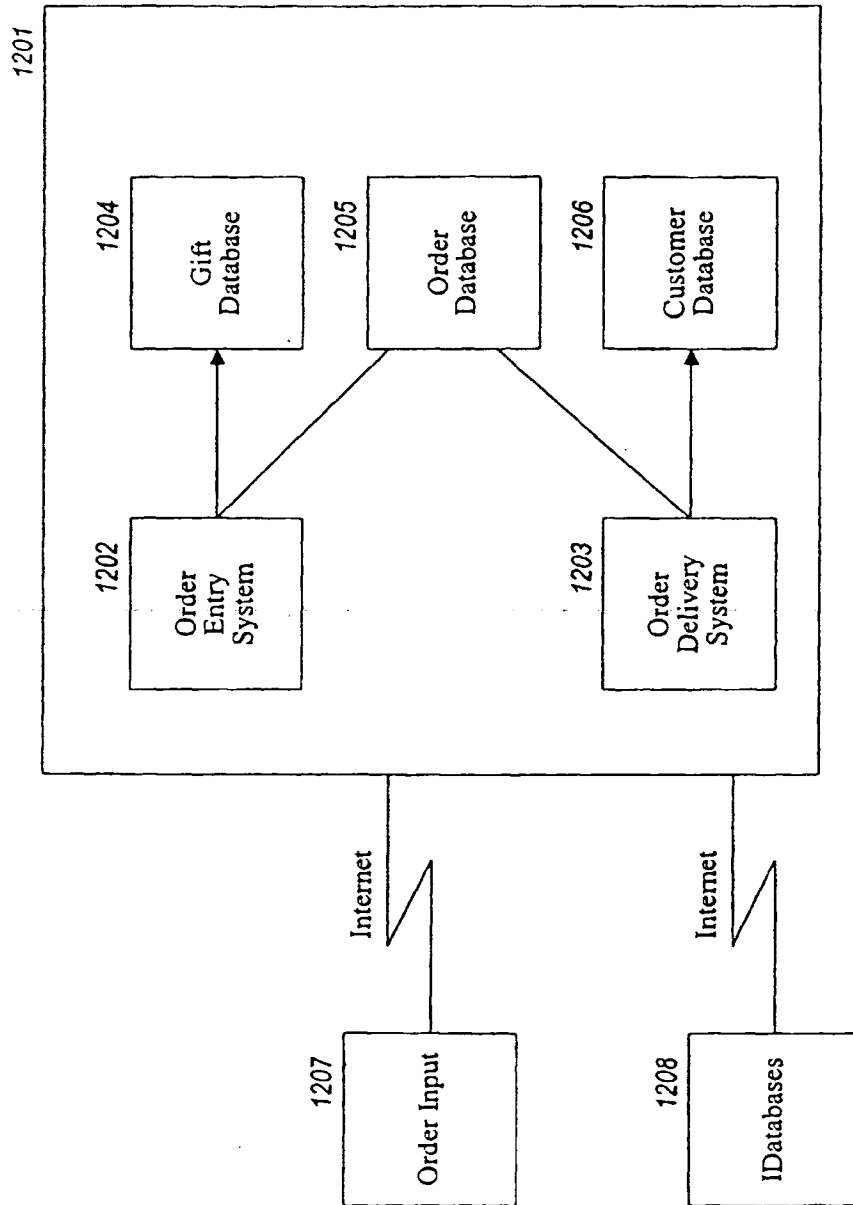 1201
1202
Order
Entry
System
1204
Gift
Database
1205
Order
Database
1203
Order
Delivery
System
1206
Customer
Database
1207
Order Input
Internet
1208
IDatabases
Internet